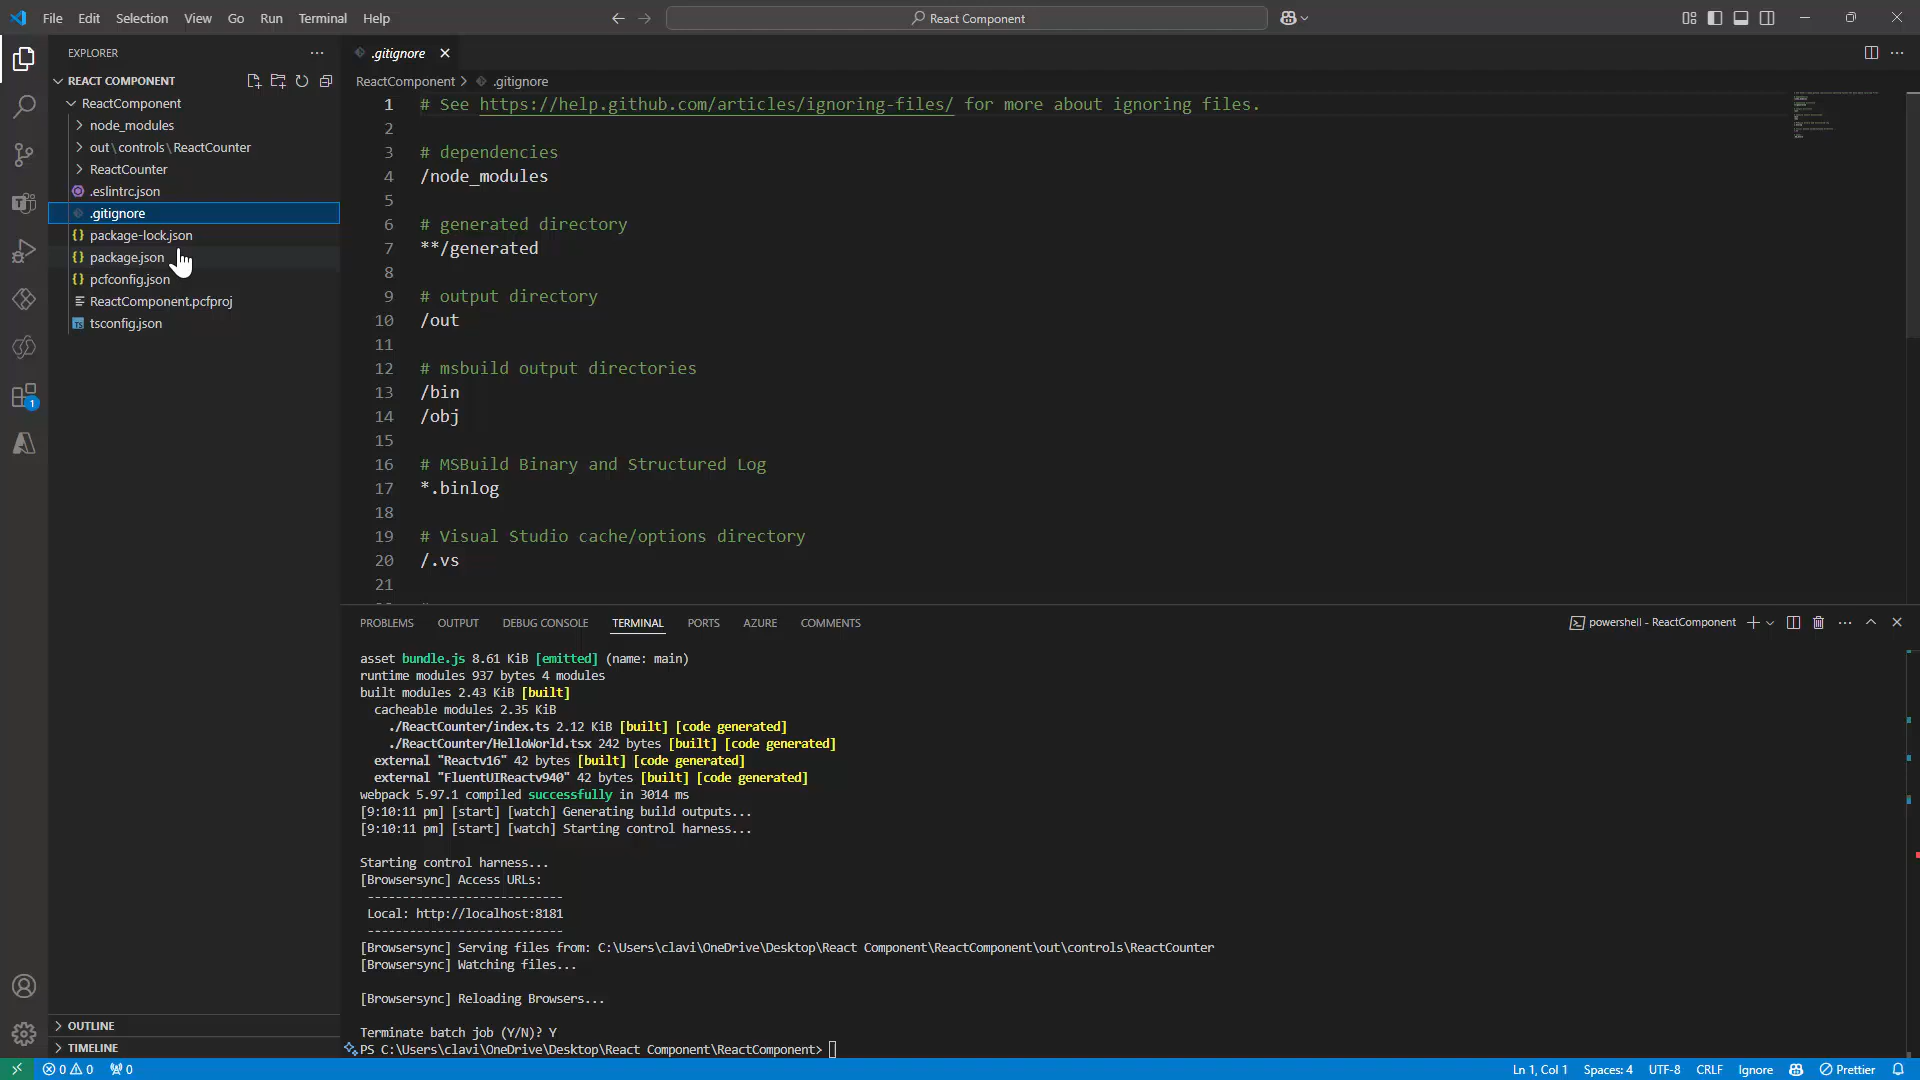 File Edit Selection View Go Run Terminal Help
React Component
EXPLORER
REACT COMPONENT
ReactComponent
node_modules
out\controls\ReactCounter
ReactCounter
.eslintrc.json
.gitignore
package-lock.json
package.json
pcfconfig.json
ReactComponent.pcfproj
TS tsconfig.json
1
OUTLINE
TIMELINE
.gitignore
ReactComponent > .gitignore
1 # See https://help.github.com/articles/ignoring-files/ for more about ignoring files.
2
3 # dependencies
4 /node_modules
5
6 # generated directory
7 **/generated
8
9 # output directory
10 /out
11
12 # msbuild output directories
13 /bin
14 /obj
15
16 # MSBuild Binary and Structured Log
17 *.binlog
18
19 # Visual Studio cache/options directory
20 /.vs
21
PROBLEMS OUTPUT DEBUG CONSOLE TERMINAL PORTS AZURE COMMENTS
powershell - ReactComponent
asset bundle.js 8.61 KiB [emitted] (name: main)
runtime modules 937 bytes 4 modules
built modules 2.43 KiB [built]
cacheable modules 2.35 KiB
./ReactCounter/index.ts 2.12 KiB [built] [code generated]
./ReactCounter/HelloWorld.tsx 242 bytes [built] [code generated]
external "Reactv16" 42 bytes [built] [code generated]
external "FluentUIReactv940" 42 bytes [built] [code generated]
webpack 5.97.1 compiled successfully in 3014 ms
[9:10:11 pm] [start] [watch] Generating build outputs...
[9:10:11 pm] [start] [watch] Starting control harness...
Starting control harness...
[Browsersync] Access URLs:
----------------------------
Local: http://localhost:8181
----------------------------
[Browsersync] Serving files from: C:\Users\clavi\OneDrive\Desktop\React Component\ReactComponent\out\controls\ReactCounter
[Browsersync] Watching files...
[Browsersync] Reloading Browsers...
Terminate batch job (Y/N)? Y
PS C:\Users\clavi\OneDrive\Desktop\React Component\ReactComponent>
0 0 0
Ln 1, Col 1 Spaces: 4 UTF-8 CRLF Ignore Prettier